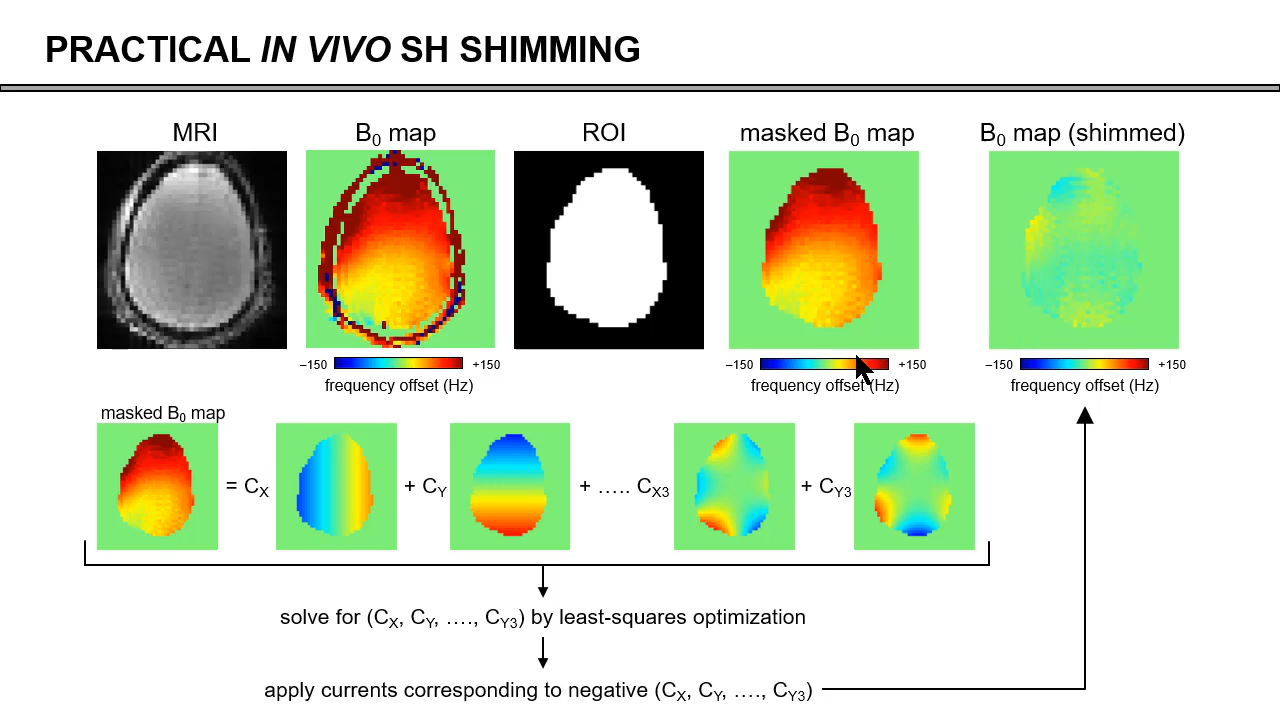 PRACTICAL IN VIVO SH SHIMMING
MRI
B0 map
ROI
masked B0 map
B0 map (shimmed)
–150 +150
frequency offset (Hz)
–150 +150
frequency offset (Hz)
–150 +150
frequency offset (Hz)
masked B0 map
= CX + CY + ….. CX3 + CY3
solve for (CX, CY, …., CY3) by least-squares optimization
apply currents corresponding to negative (CX, CY, …., CY3)